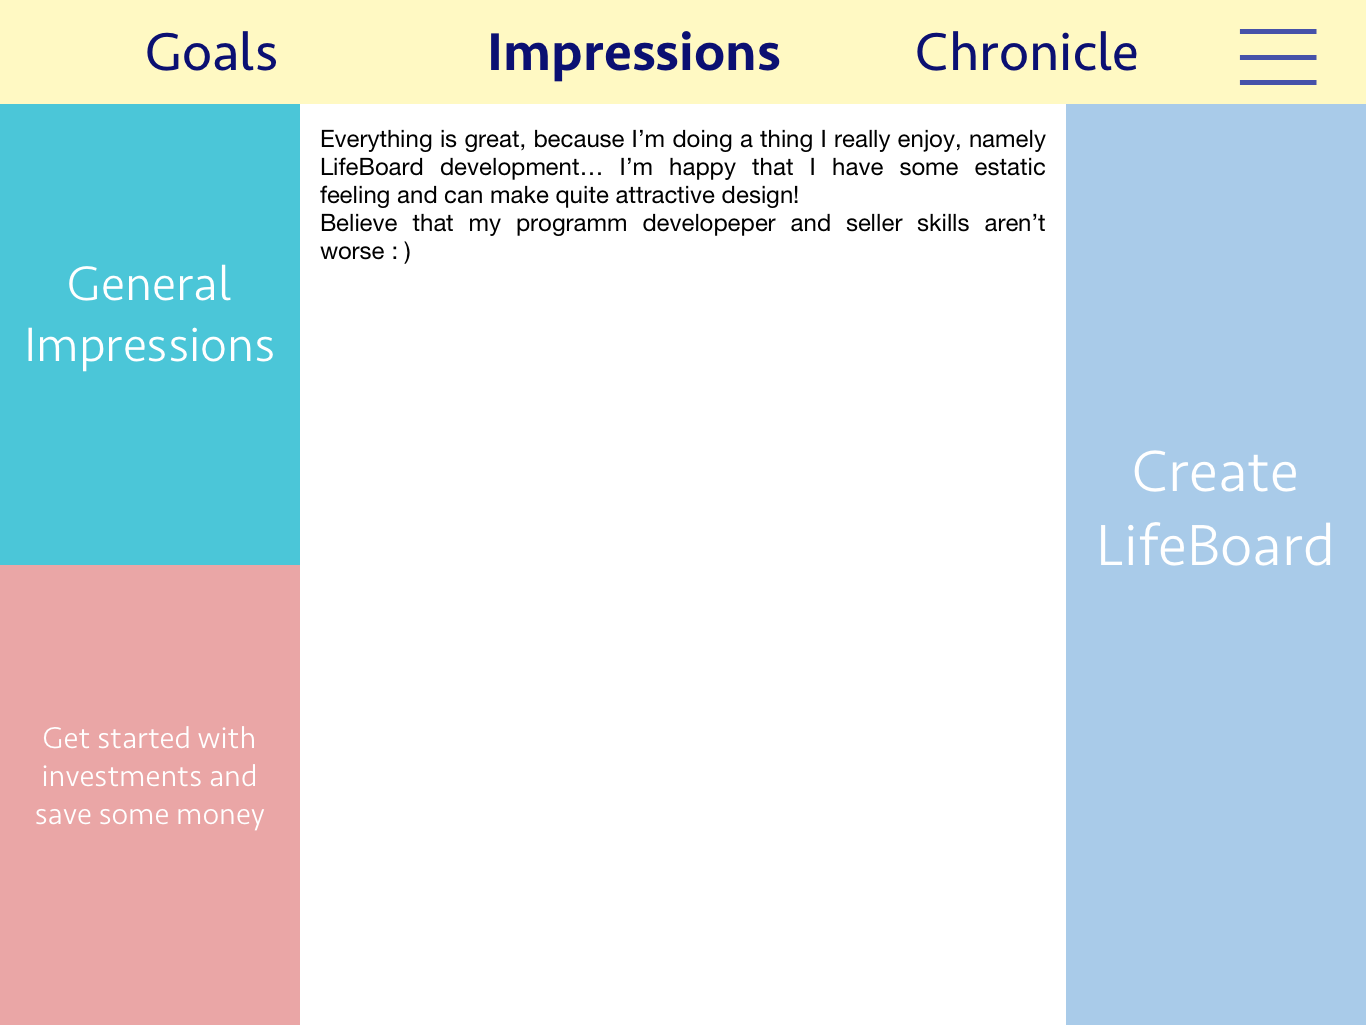 Goals
Impressions
Chronicle
General
Impressions
Get started with
investments and
save some money
Everything is great, because I’m doing a thing I really enjoy, namely
LifeBoard development… I’m happy that I have some estatic
feeling and can make quite attractive design!
Believe that my programm developeper and seller skills aren’t
worse : )
Create
LifeBoard